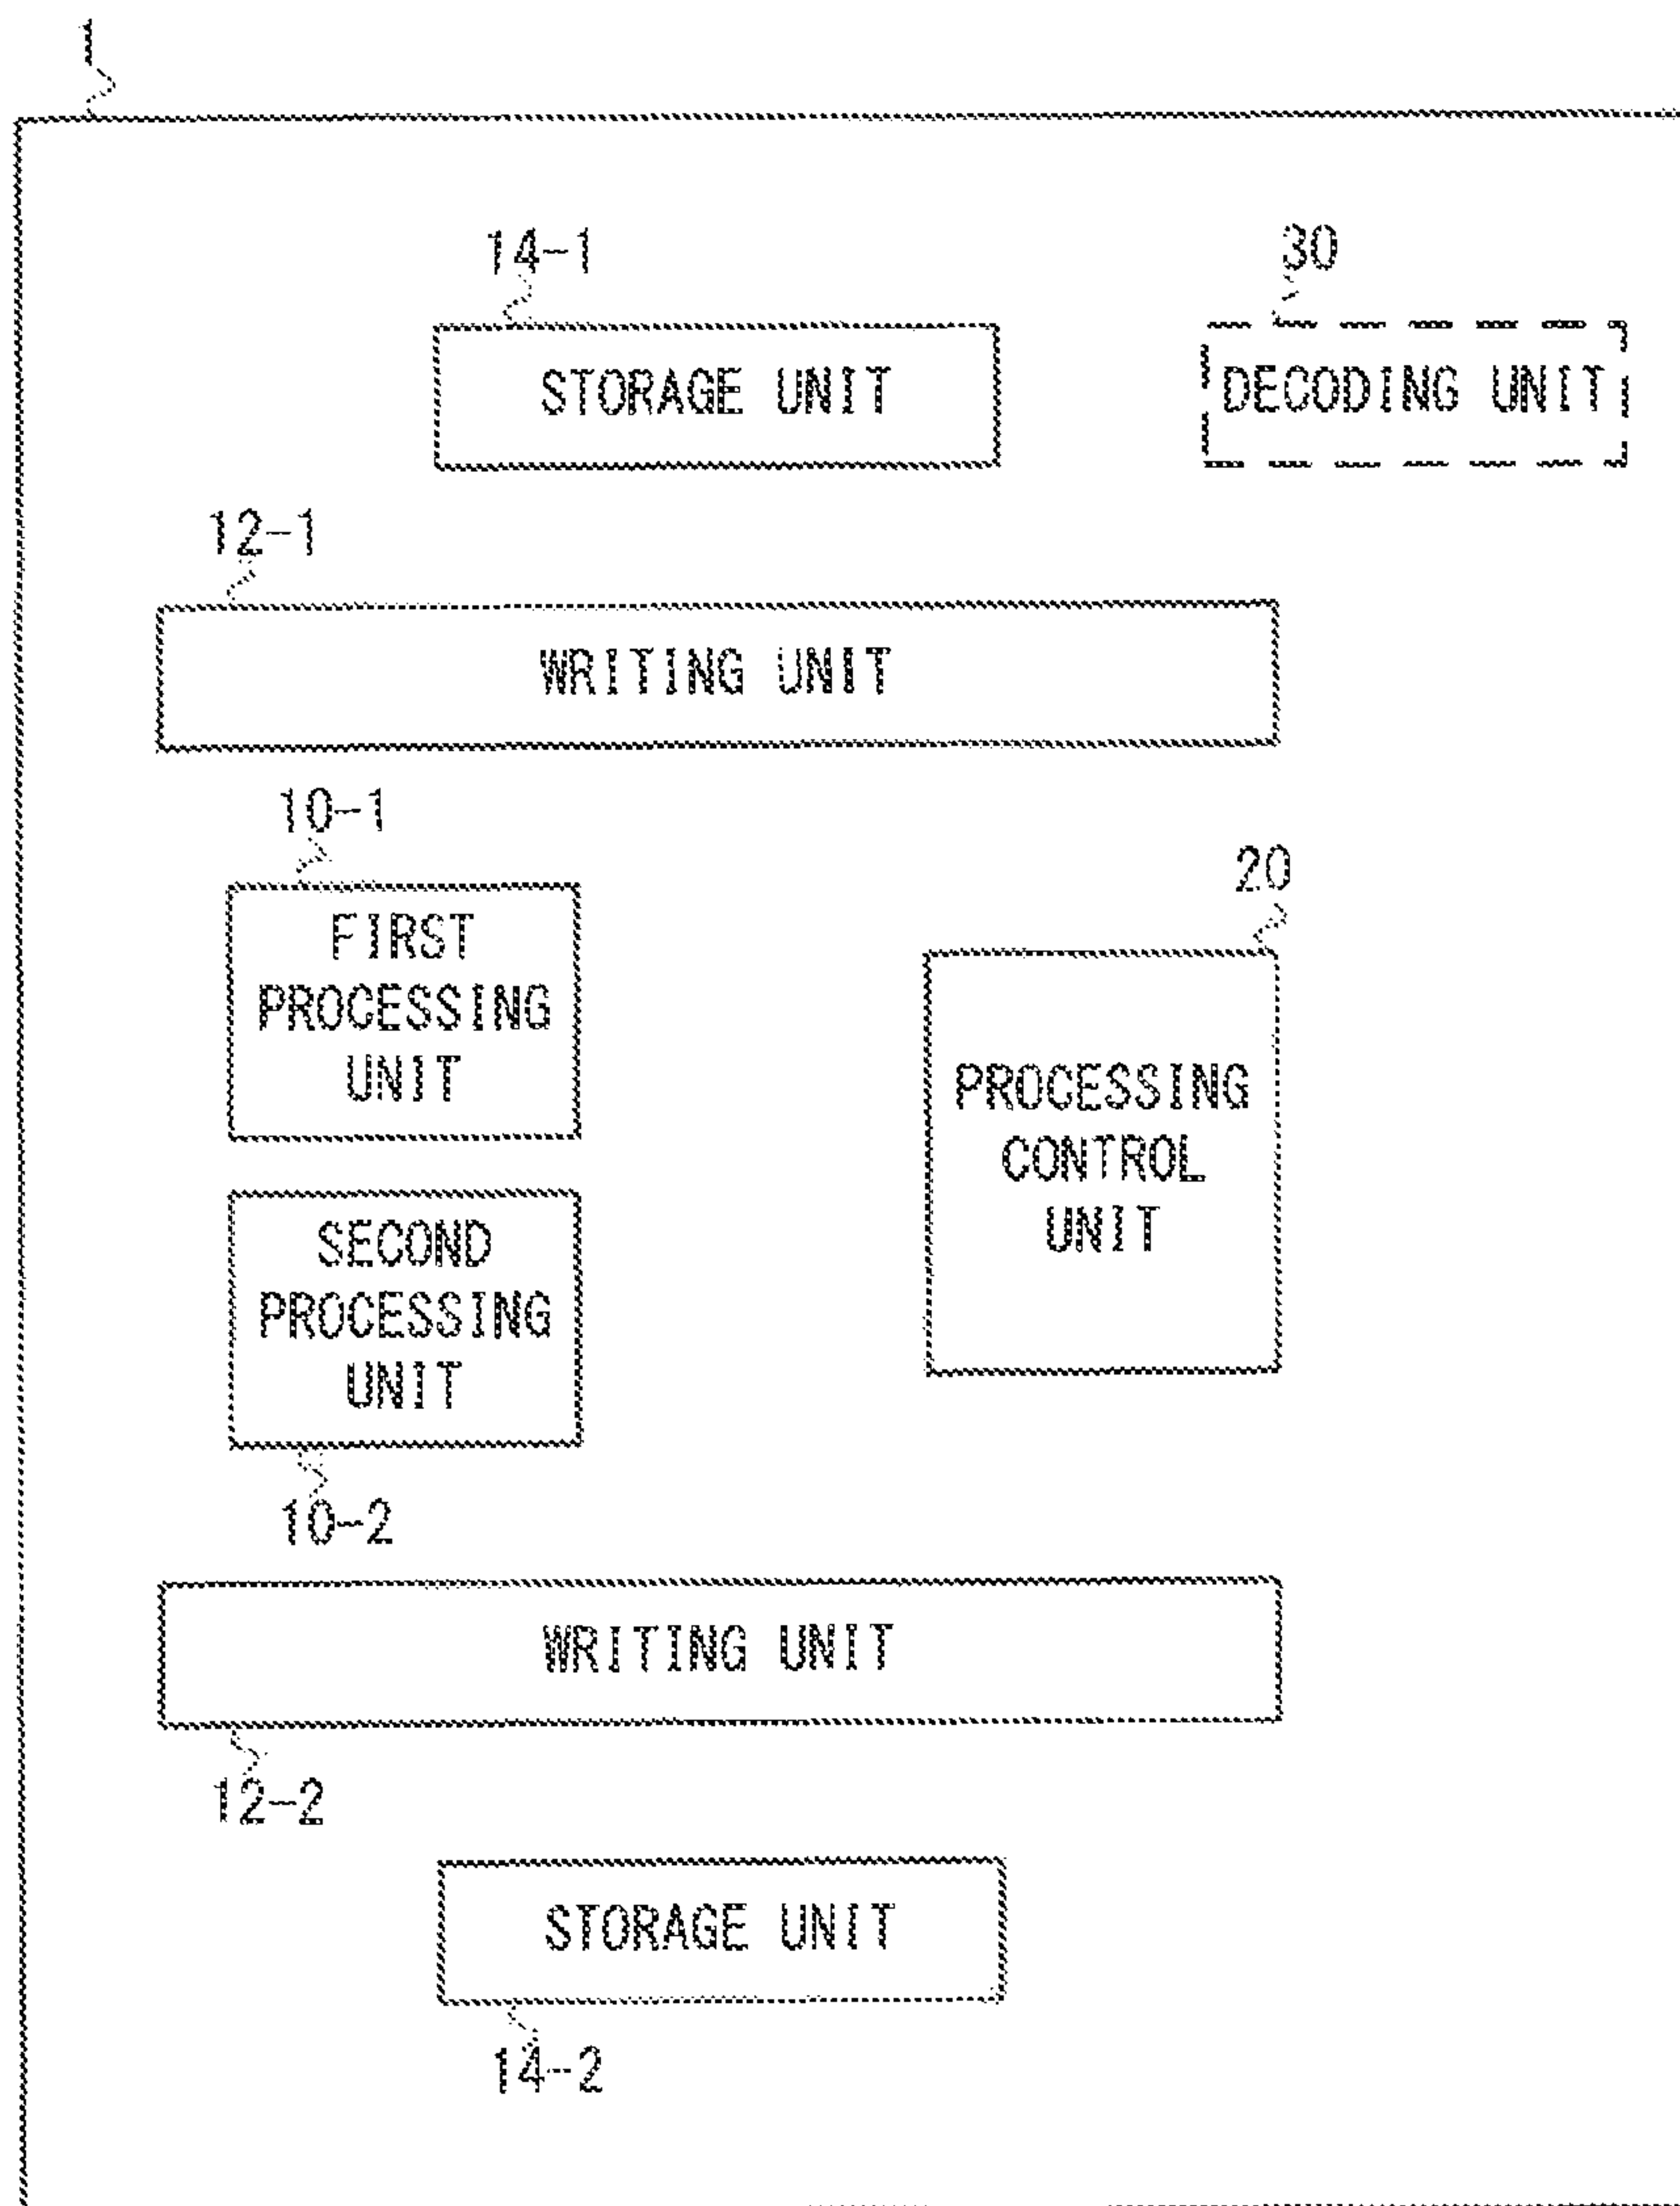 1
14-1
30
STORAGE UNIT
DECODING UNIT
12-1
WRITING UNIT
10-1
20
FIRST
PROCESSING
UNIT
PROCESSING
CONTROL
UNIT
SECOND
PROCESSING
UNIT
10-2
WRITING UNIT
12-2
STORAGE UNIT
14-2